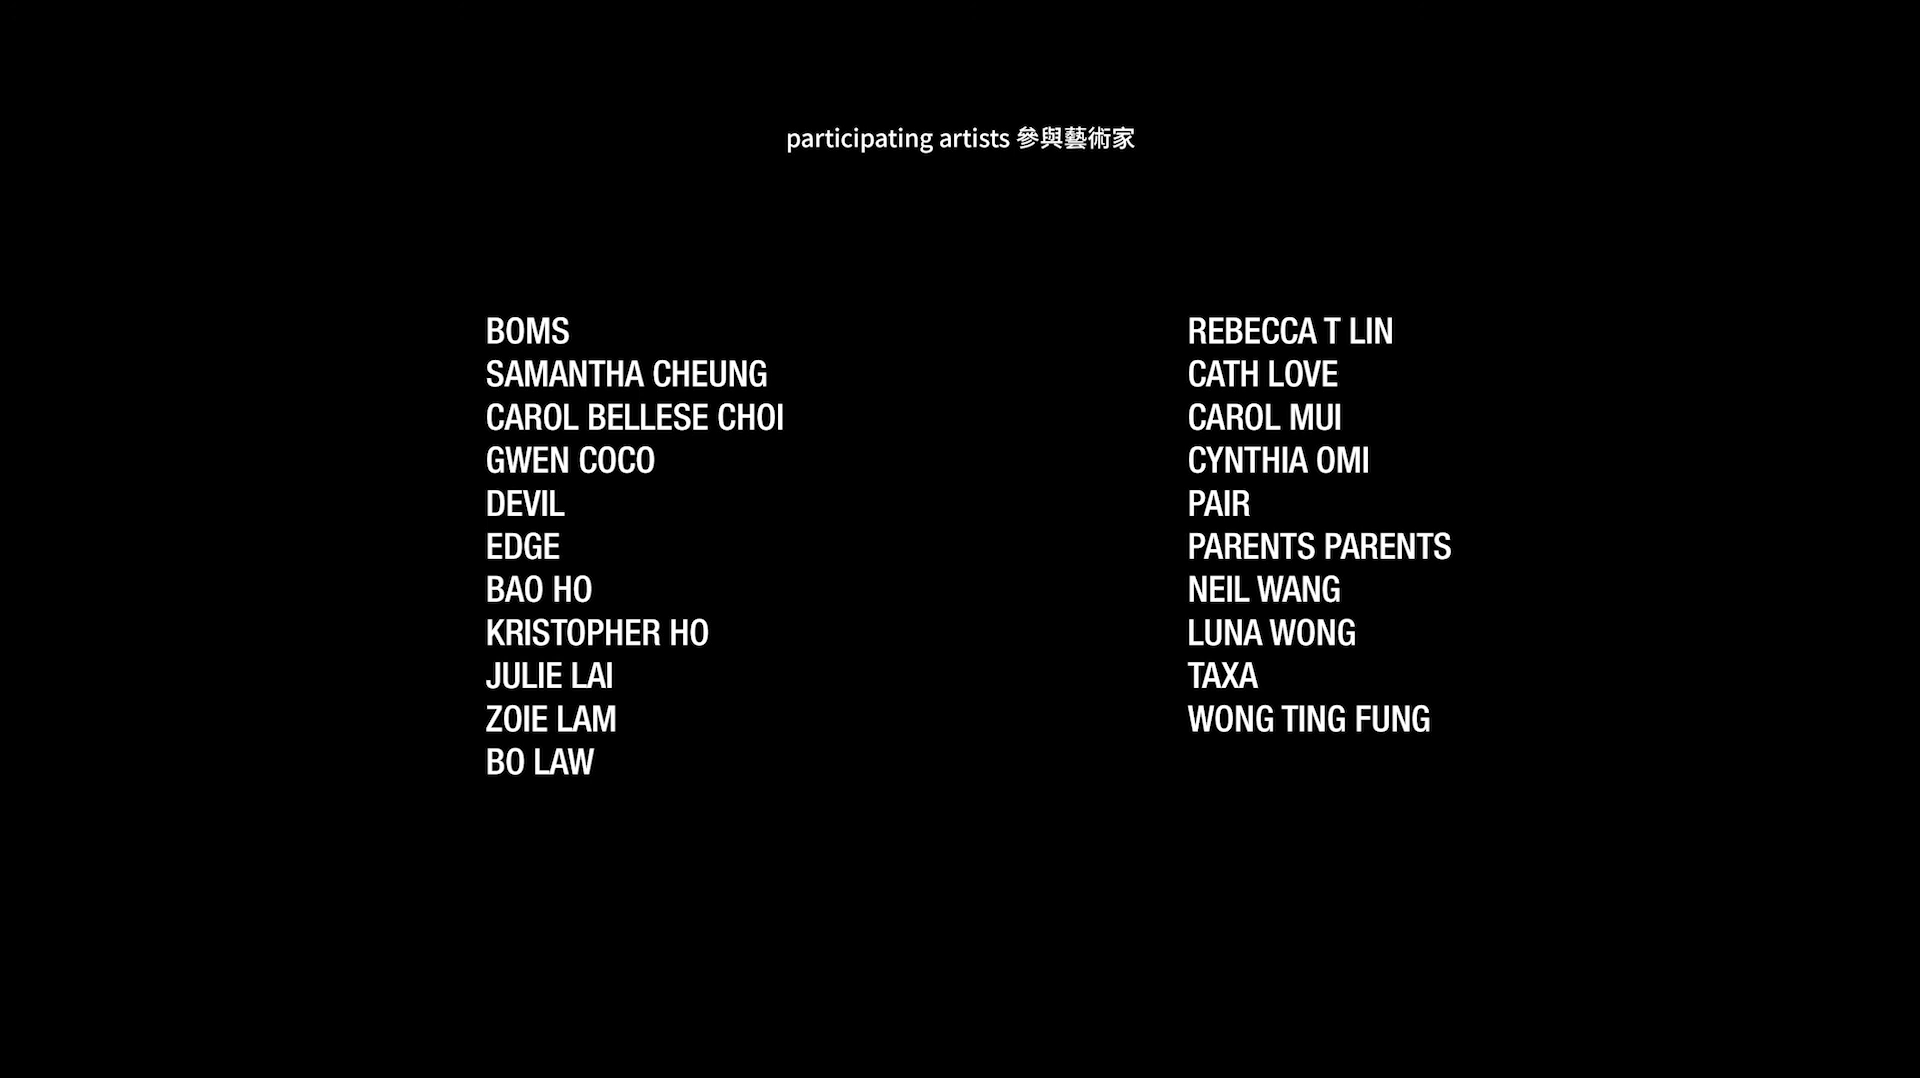 participating artists 參與藝術家
BOMS
SAMANTHA CHEUNG
CAROL BELLESE CHOI
GWEN COCO
DEVIL
EDGE
BAO HO
KRISTOPHER HO
JULIE LAI
ZOIE LAM
BO LAW
REBECCA T LIN
CATH LOVE
CAROL MUI
CYNTHIA OMI
PAIR
PARENTS PARENTS
NEIL WANG
LUNA WONG
TAXA
WONG TING FUNG